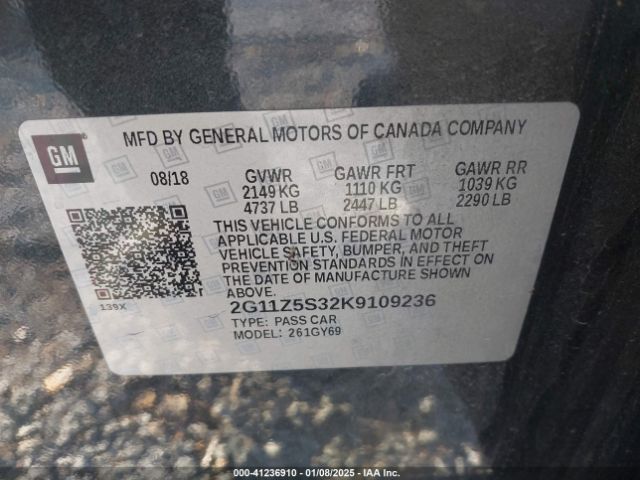 GM
MFD BY GENERAL MOTORS OF CANADA COMPANY
08/18 GVWR GAWR FRT GAWR RR
2149 KG 1110 KG 1039 KG
4737 LB 2447 LB 2290 LB
THIS VEHICLE CONFORMS TO ALL
APPLICABLE U.S. FEDERAL MOTOR
VEHICLE SAFETY, BUMPER, AND THEFT
PREVENTION STANDARDS IN EFFECT ON
THE DATE OF MANUFACTURE SHOWN
ABOVE.
139X
2G11Z5S32K9109236
TYPE: PASS CAR
MODEL: 261GY69
000-41236910 - 01/08/2025 - IAA Inc.